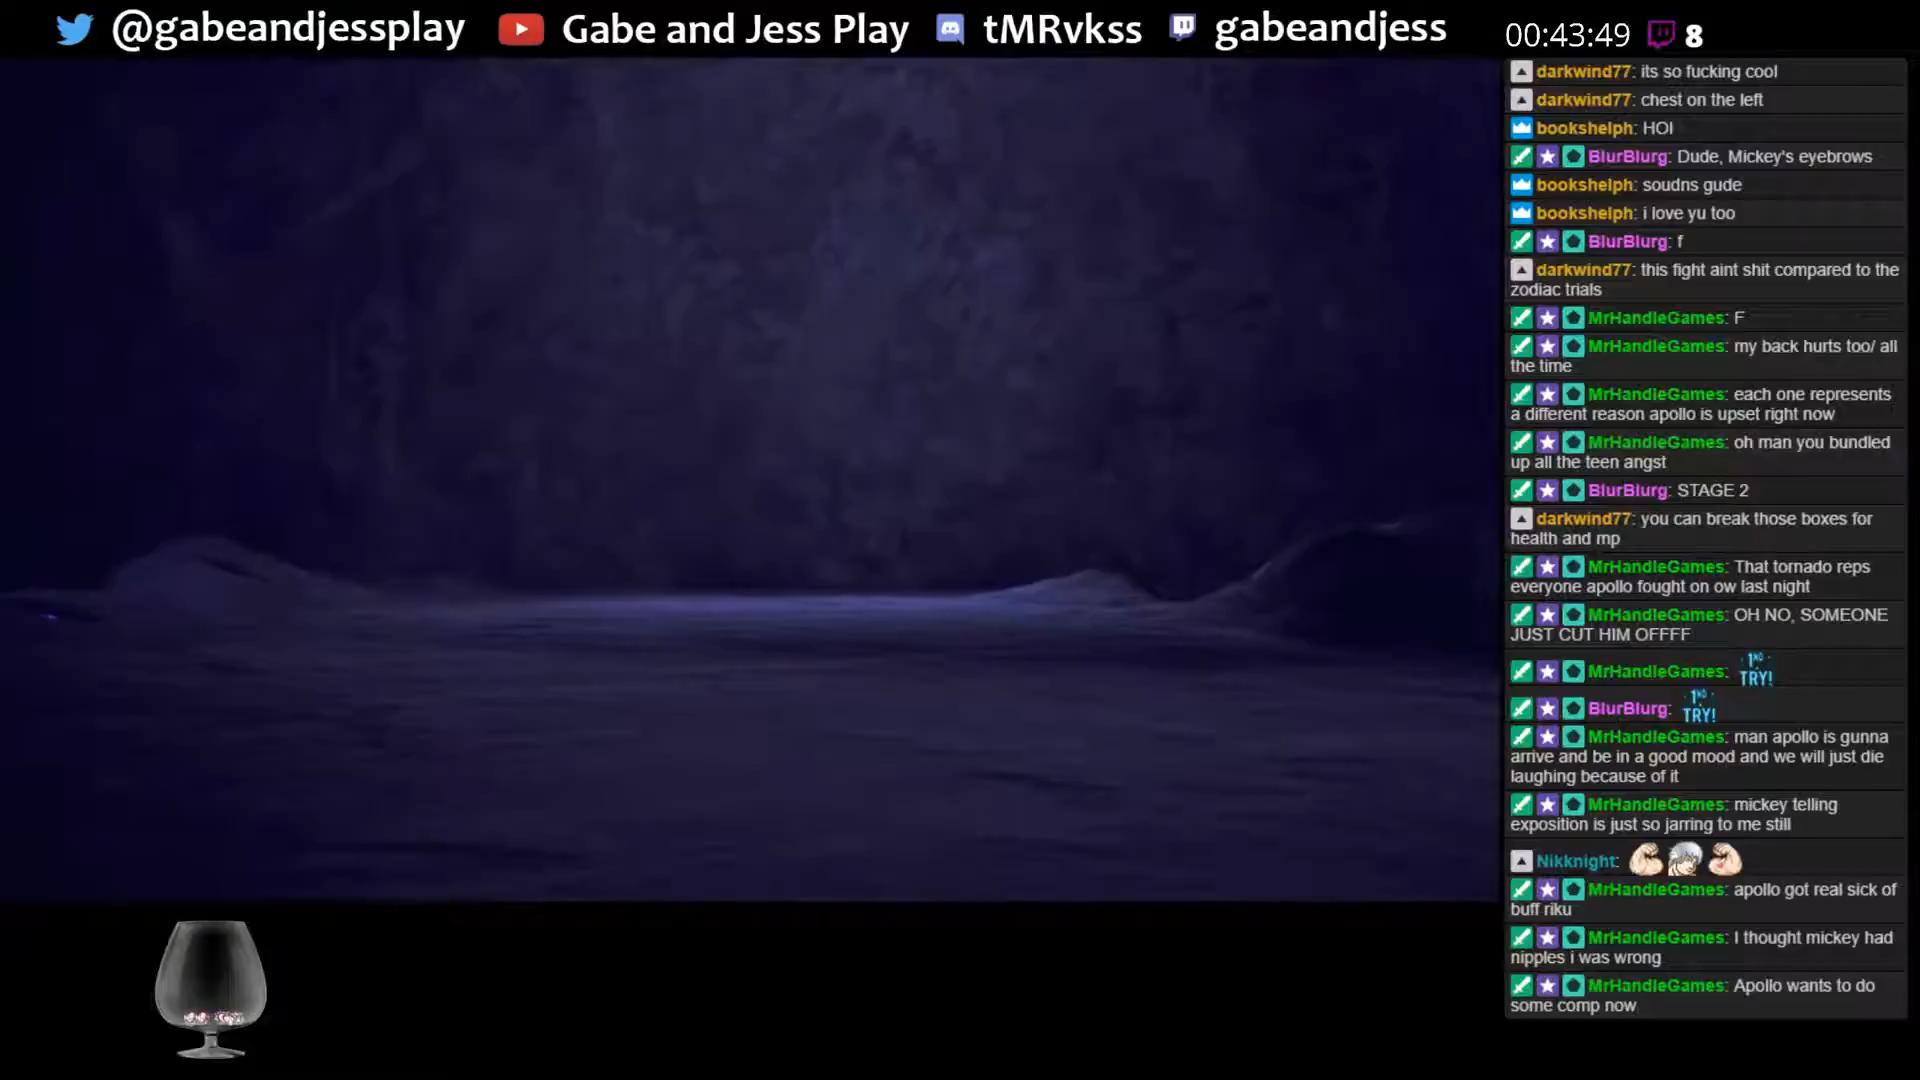 @gabeandjessplay Gabe and Jess Play tMRvkss gabeandjess 00:43:49 8
darkwind77: its so fucking cool
darkwind77: chest on the left
bookshelph: HOI
BlurBlurg: Dude, Mickey's eyebrows
bookshelph: soudns gude
bookshelph: i love yu too
BlurBlurg: f
darkwind77: this fight aint shit compared to the
zodiac trials
MrHandleGames: F
MrHandleGames: my back hurts too/ all
the time
MrHandleGames: each one represents
a different reason apollo is upset right now
MrHandleGames: oh man you bundled
up all the teen angst
BlurBlurg: STAGE 2
darkwind77: you can break those boxes for
health and mp
MrHandleGames: That tornado reps
everyone apollo fought on ow last night
MrHandleGames: OH NO, SOMEONE
JUST CUT HIM OFFFF
MrHandleGames: 1ND
TRY!
BlurBlurg: 1ND
TRY!
MrHandleGames: man apollo is gunna
arrive and be in a good mood and we will just die
laughing because of it
MrHandleGames: mickey telling
exposition is just so jarring to me still
Nikknight:
MrHandleGames: apollo got real sick of
buff riku
MrHandleGames: I thought mickey had
nipples i was wrong
MrHandleGames: Apollo wants to do
some comp now